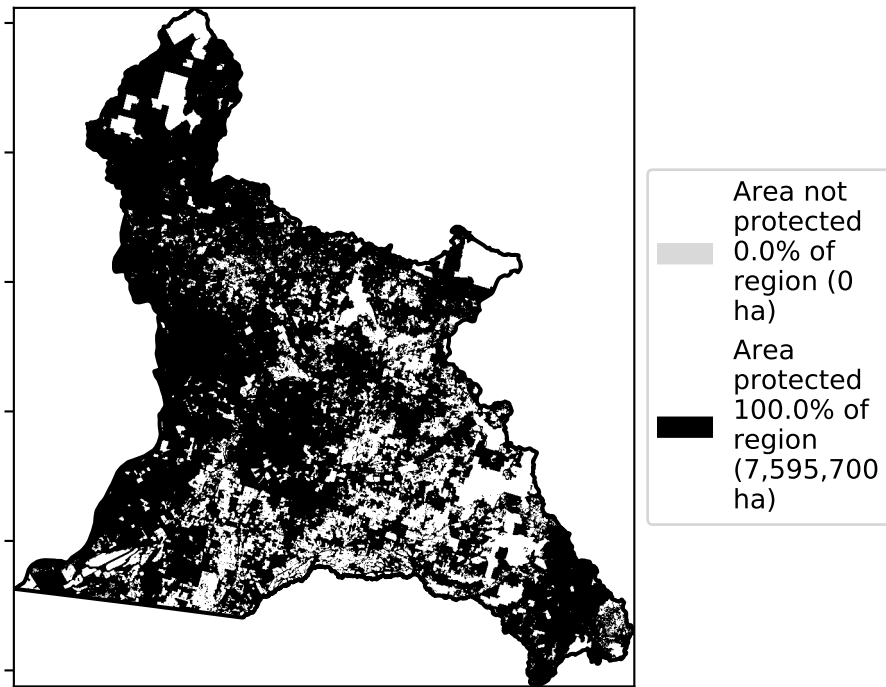 Area not
protected
0.0% of
region (0
ha)
Area
protected
100.0% of
region
(7,595,700
ha)